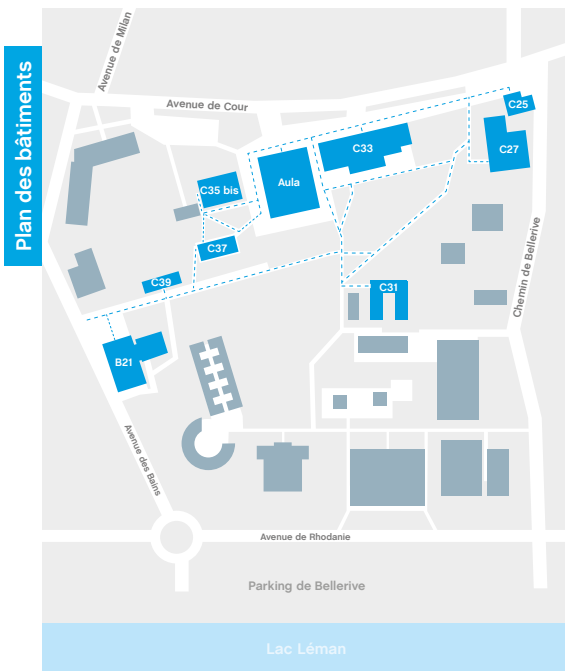 Plan des bâtiments
Avenue de Milan
Avenue de Cour
C25
C33
C27
Aula
C35 bis
C37
Chemin de Bellerive
C39
C31
B21
Avenue des Bains
Avenue de Rhodanie
Parking de Bellerive
Lac Léman